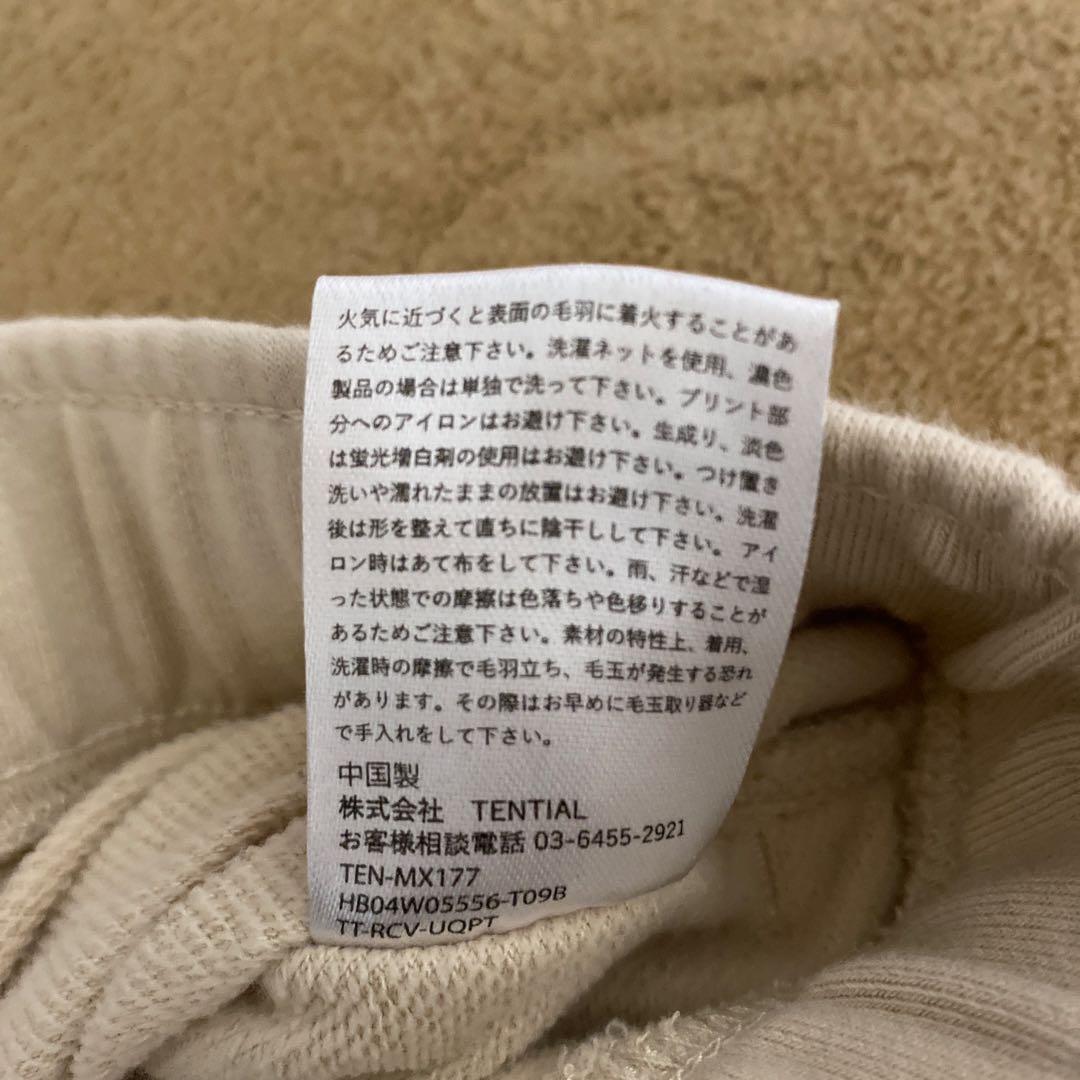 火気に近づくと表面の毛羽に着火することがあ
るためご注意下さい。洗濯ネットを使用、濃色
製品の場合は単独で洗って下さい。プリント部
分へのアイロンはお避け下さい。生成り、淡色
は蛍光増白剤の使用はお避け下さい。つけ置き
洗いや濡れたままの放置はお避け下さい。洗濯
後は形を整えて直ちに陰干しして下さい。アイ
ロン時はあて布をして下さい。雨、汗などで湿
った状態での摩擦は色落ちや色移りすることが
あるためご注意下さい。素材の特性上、着用、
洗濯時の摩擦で毛羽立ち、毛玉が発生する恐れ
があります。その際はお早めに毛玉取り器など
で手入れをして下さい。
中国製
株式会社 TENTIAL
お客様相談電話 03-6455-2921
TEN-MX177
HB04W05556-T09B
TT-RCV-UQPT